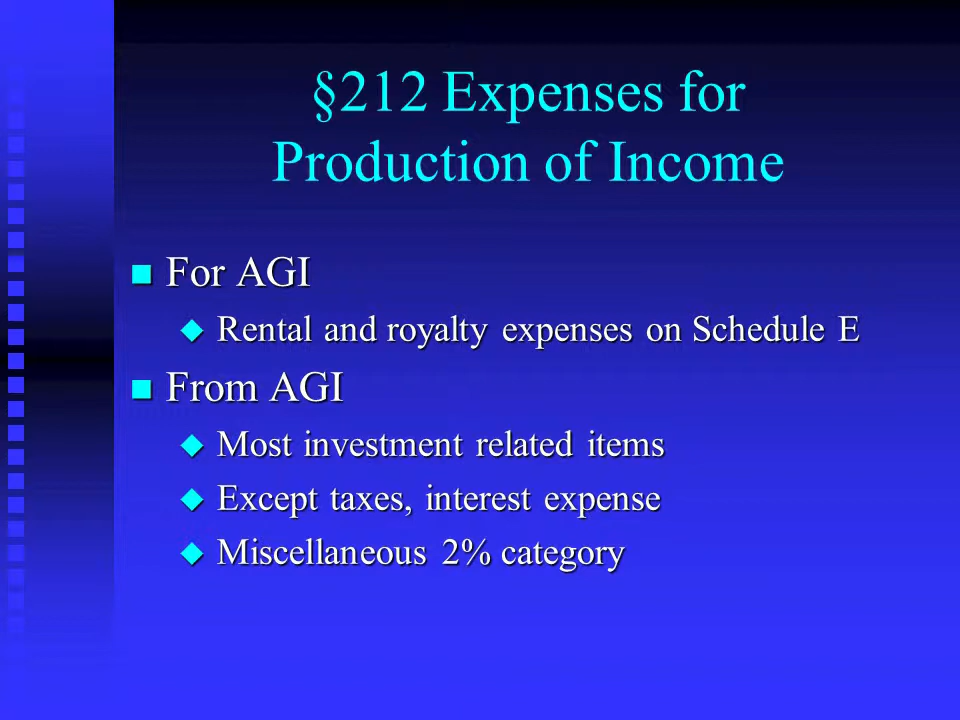 §212 Expenses for
Production of Income
For AGI
Rental and royalty expenses on Schedule E
From AGI
Most investment related items
Except taxes, interest expense
Miscellaneous 2% category